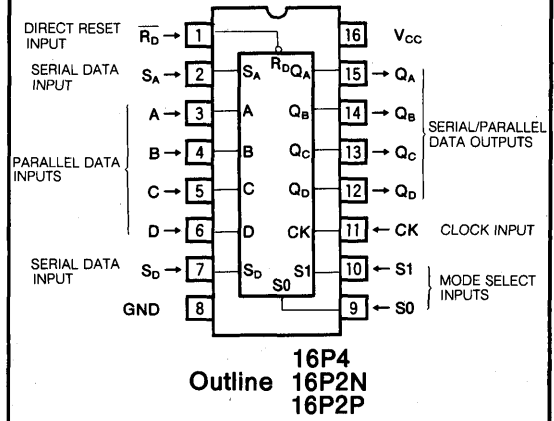 DIRECT RESET
INPUT
R̅D̅ → 1
16 VCC
SERIAL DATA
INPUT
SA → 2
SA RD QA
15 → QA
A → 3
A
QB 14 → QB
PARALLEL DATA
INPUTS
B → 4
B
QC 13 → QC
SERIAL/PARALLEL
DATA OUTPUTS
C → 5
C
QD 12 → QD
D → 6
D
CK 11 ← CK CLOCK INPUT
SERIAL DATA
INPUT
SD → 7
SD
S1 10 ← S1
MODE SELECT
INPUTS
GND 8
S0
9 ← S0
16P4
Outline 16P2N
16P2P